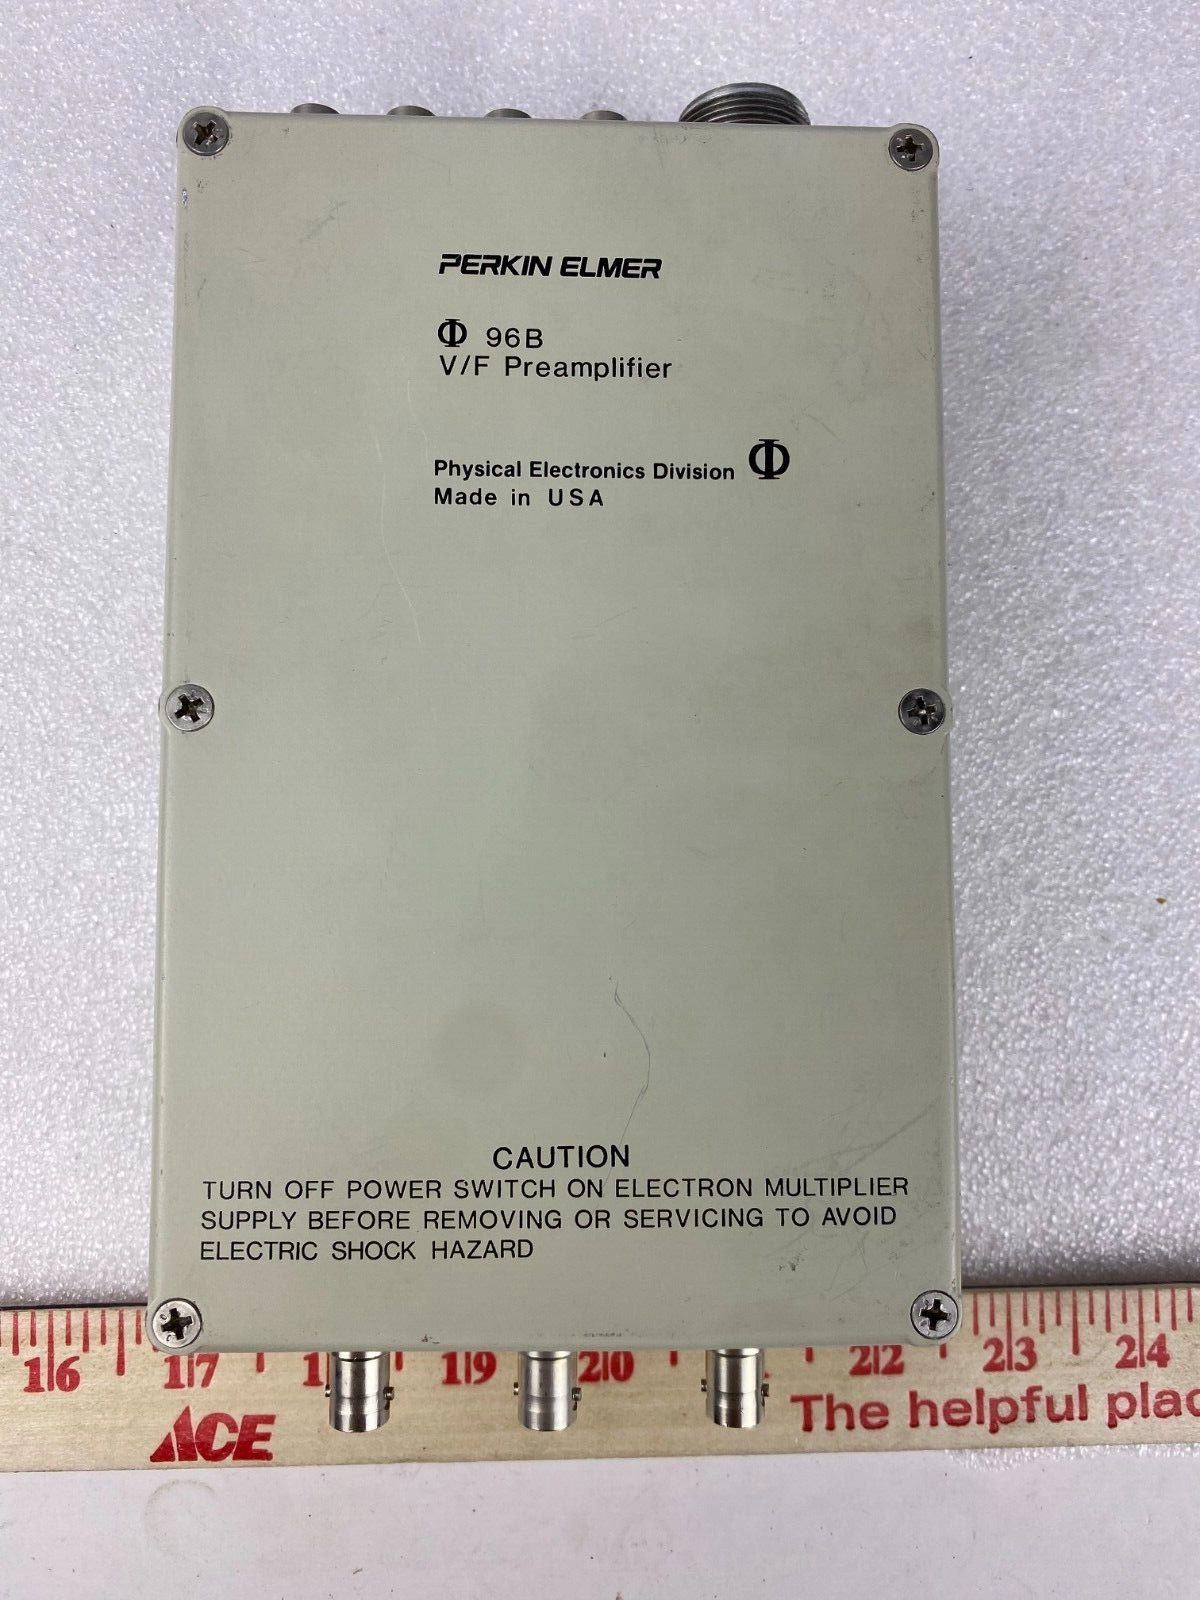 PERKIN ELMER
Φ 96B
V/F Preamplifier
Physical Electronics Division Φ
Made in USA
CAUTION
TURN OFF POWER SWITCH ON ELECTRON MULTIPLIER
SUPPLY BEFORE REMOVING OR SERVICING TO AVOID
ELECTRIC SHOCK HAZARD
16 17 19 20 22 23 24
ACE The helpful